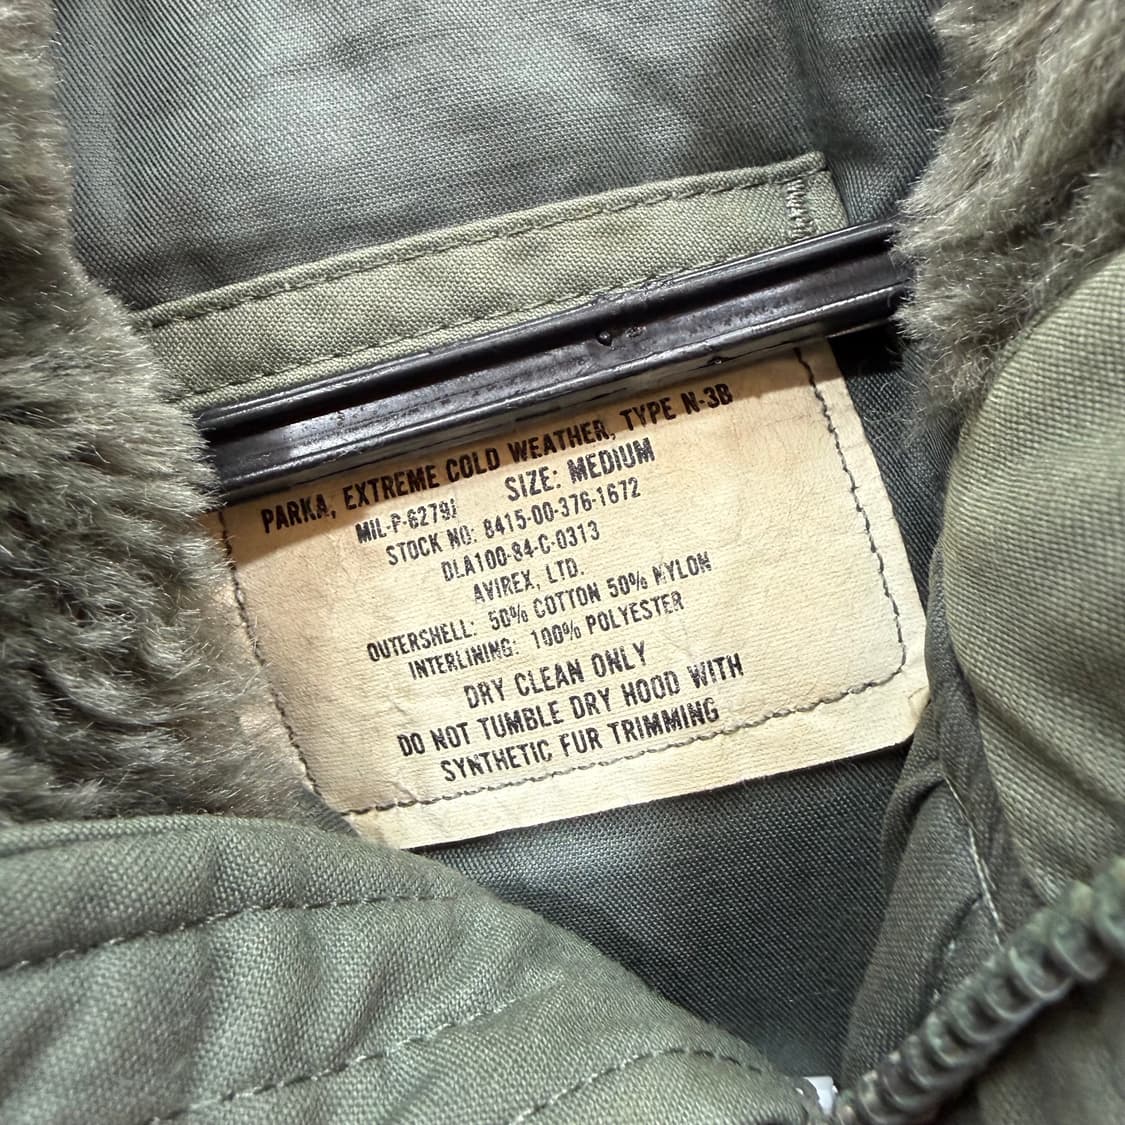 PARKA, EXTREME COLD WEATHER, TYPE N-3B
MIL-P-6279I SIZE: MEDIUM
STOCK NO: 8415-00-376-1672
DLA100-84-C-0313
AVIREX, LTD.
OUTERSHELL: 50% COTTON 50% NYLON
INTERLINING: 100% POLYESTER
DRY CLEAN ONLY
DO NOT TUMBLE DRY HOOD WITH
SYNTHETIC FUR TRIMMING